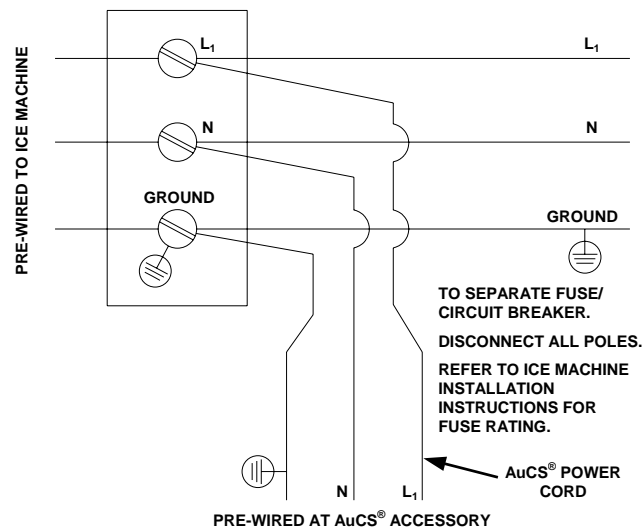 L₁
L₁
PRE-WIRED TO ICE MACHINE
N
N
GROUND
GROUND
TO SEPARATE FUSE/
CIRCUIT BREAKER.
DISCONNECT ALL POLES.
REFER TO ICE MACHINE
INSTALLATION
INSTRUCTIONS FOR
FUSE RATING.
N
L₁
AuCS® POWER
CORD
PRE-WIRED AT AuCS® ACCESSORY